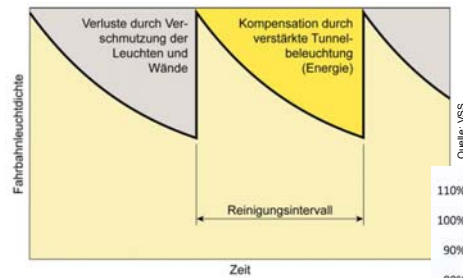 Verluste durch Ver-
schmutzung der
Leuchten und
Wände
Kompensation durch
verstärkte Tunnel-
beleuchtung
(Energie)
Fahrbahnleuchtdichte
Reinigungsintervall
Zeit
Quelle: VSS
110%
100%
90%